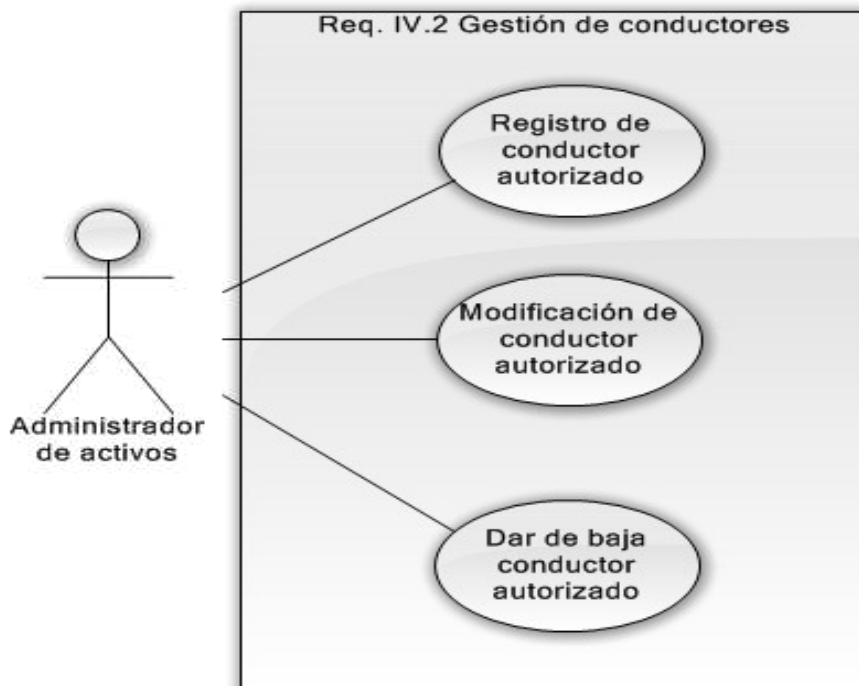 Req. IV.2 Gestión de conductores
Registro de
conductor
autorizado
Modificación de
conductor
autorizado
Administrador
de activos
Dar de baja
conductor
autorizado